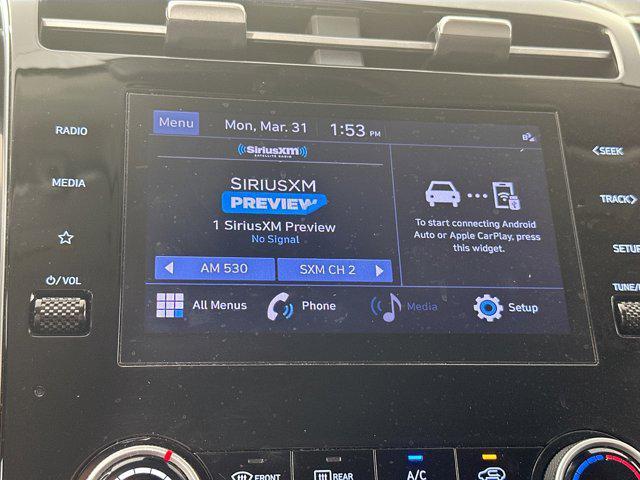 RADIO
MEDIA
⏻/VOL
Menu
Mon, Mar. 31
1:53 PM
SiriusXM
SATELLITE RADIO
SIRIUSXM
PREVIEW
1 SiriusXM Preview
No Signal
AM 530
SXM CH 2
To start connecting Android
Auto or Apple CarPlay, press
this widget.
All Menus
Phone
Media
Setup
<SEEK
TRACK>
SETUP
TUNE/
FRONT
REAR
A/C